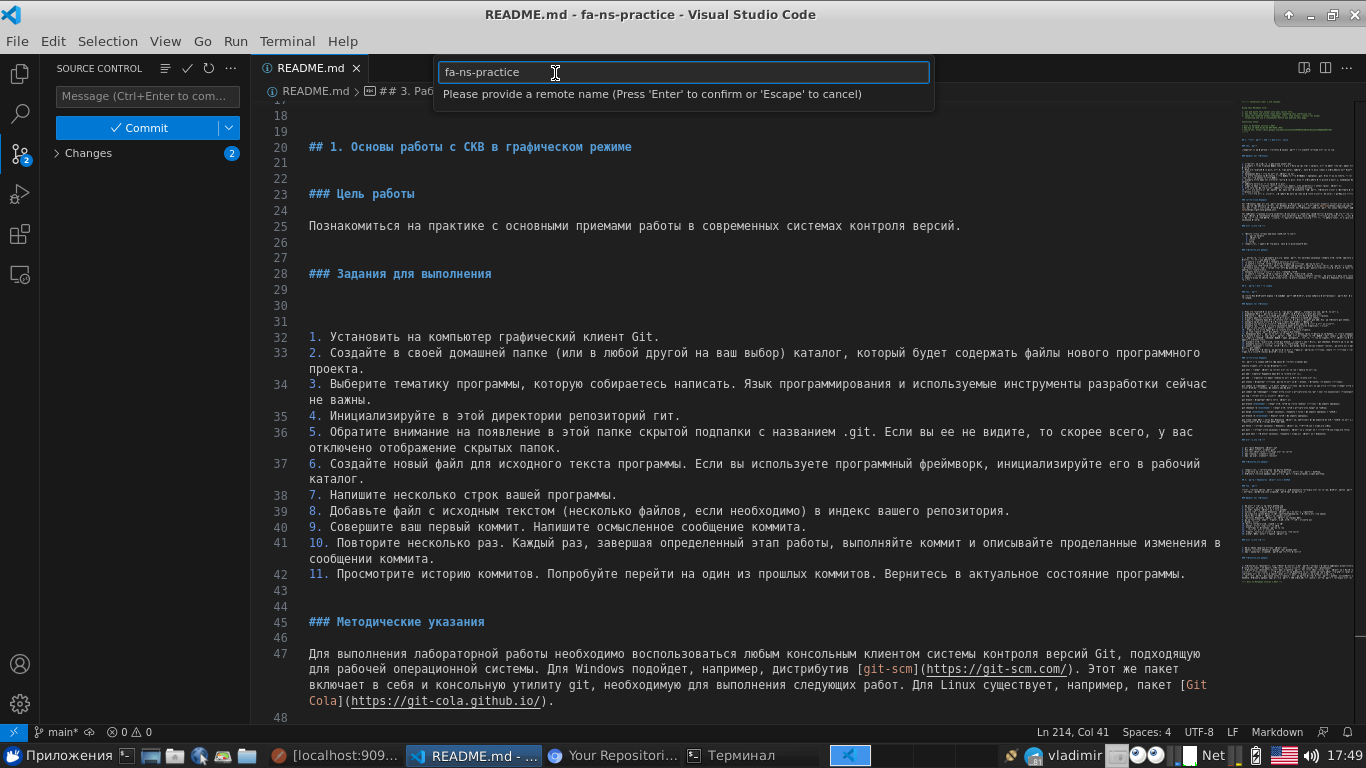 README.md - fa-ns-practice - Visual Studio Code
File Edit Selection View Go Run Terminal Help
SOURCE CONTROL
README.md
fa-ns-practice
Please provide a remote name (Press 'Enter' to confirm or 'Escape' to cancel)
README.md > ## 3. Раб
Message (Ctrl+Enter to com...
Commit
Changes 2
2
17
18
19
20 ## 1. Основы работы с СКВ в графическом режиме
21
22
23 ### Цель работы
24
25 Познакомиться на практике с основными приемами работы в современных системах контроля версий.
26
27
28 ### Задания для выполнения
29
30
31
32 1. Установить на компьютер графический клиент Git.
33 2. Создайте в своей домашней папке (или в любой другой на ваш выбор) каталог, который будет содержать файлы нового программного
проекта.
34 3. Выберите тематику программы, которую собираетесь написать. Язык программирования и используемые инструменты разработки сейчас
не важны.
35 4. Инициализируйте в этой директории репозиторий гит.
36 5. Обратите внимание на появление в этой папке скрытой подпапки с названием .git. Если вы ее не видите, то скорее всего, у вас
отключено отображение скрытых папок.
37 6. Создайте новый файл для исходного текста программы. Если вы используете программный фреймворк, инициализируйте его в рабочий
каталог.
38 7. Напишите несколько строк вашей программы.
39 8. Добавьте файл с исходным текстом (несколько файлов, если необходимо) в индекс вашего репозитория.
40 9. Совершите ваш первый коммит. Напишите осмысленное сообщение коммита.
41 10. Повторите несколько раз. Каждый раз, завершая определенный этап работы, выполняйте коммит и описывайте проделанные изменения в
сообщении коммита.
42 11. Просмотрите историю коммитов. Попробуйте перейти на один из прошлых коммитов. Вернитесь в актуальное состояние программы.
43
44
45 ### Методические указания
46
47 Для выполнения лабораторной работы необходимо воспользоваться любым консольным клиентом системы контроля версий Git, подходящую
для рабочей операционной системы. Для Windows подойдет, например, дистрибутив [git-scm](https://git-scm.com/). Этот же пакет
включает в себя и консольную утилиту git, необходимую для выполнения следующих работ. Для Linux существует, например, пакет [Git
Cola](https://git-cola.github.io/).
48
main* 0 0 Ln 214, Col 41 Spaces: 4 UTF-8 LF Markdown
Приложения [localhost:909... README.md - ... Your Repositori... Терминал 81 vladimir Net 17:49